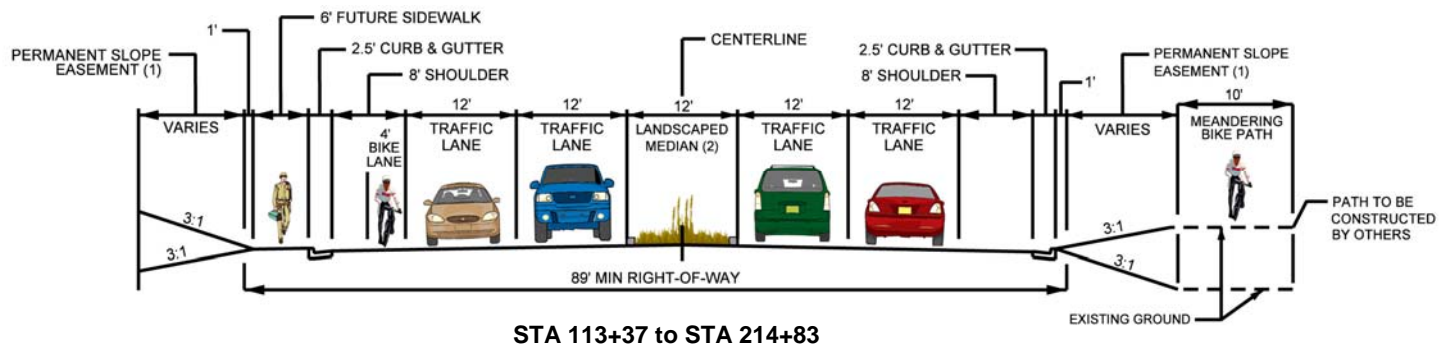 6' FUTURE SIDEWALK
1'
PERMANENT SLOPE
EASEMENT (1)
2.5' CURB & GUTTER
8' SHOULDER
CENTERLINE
2.5' CURB & GUTTER
8' SHOULDER
PERMANENT SLOPE
EASEMENT (1)
1'
VARIES
4'
BIKE
LANE
12'
TRAFFIC
LANE
12'
TRAFFIC
LANE
12'
LANDSCAPED
MEDIAN (2)
12'
TRAFFIC
LANE
12'
TRAFFIC
LANE
VARIES
10'
MEANDERING
BIKE PATH
3:1
3:1
3:1
3:1
PATH TO BE
CONSTRUCTED
BY OTHERS
89' MIN RIGHT-OF-WAY
EXISTING GROUND
STA 113+37 to STA 214+83